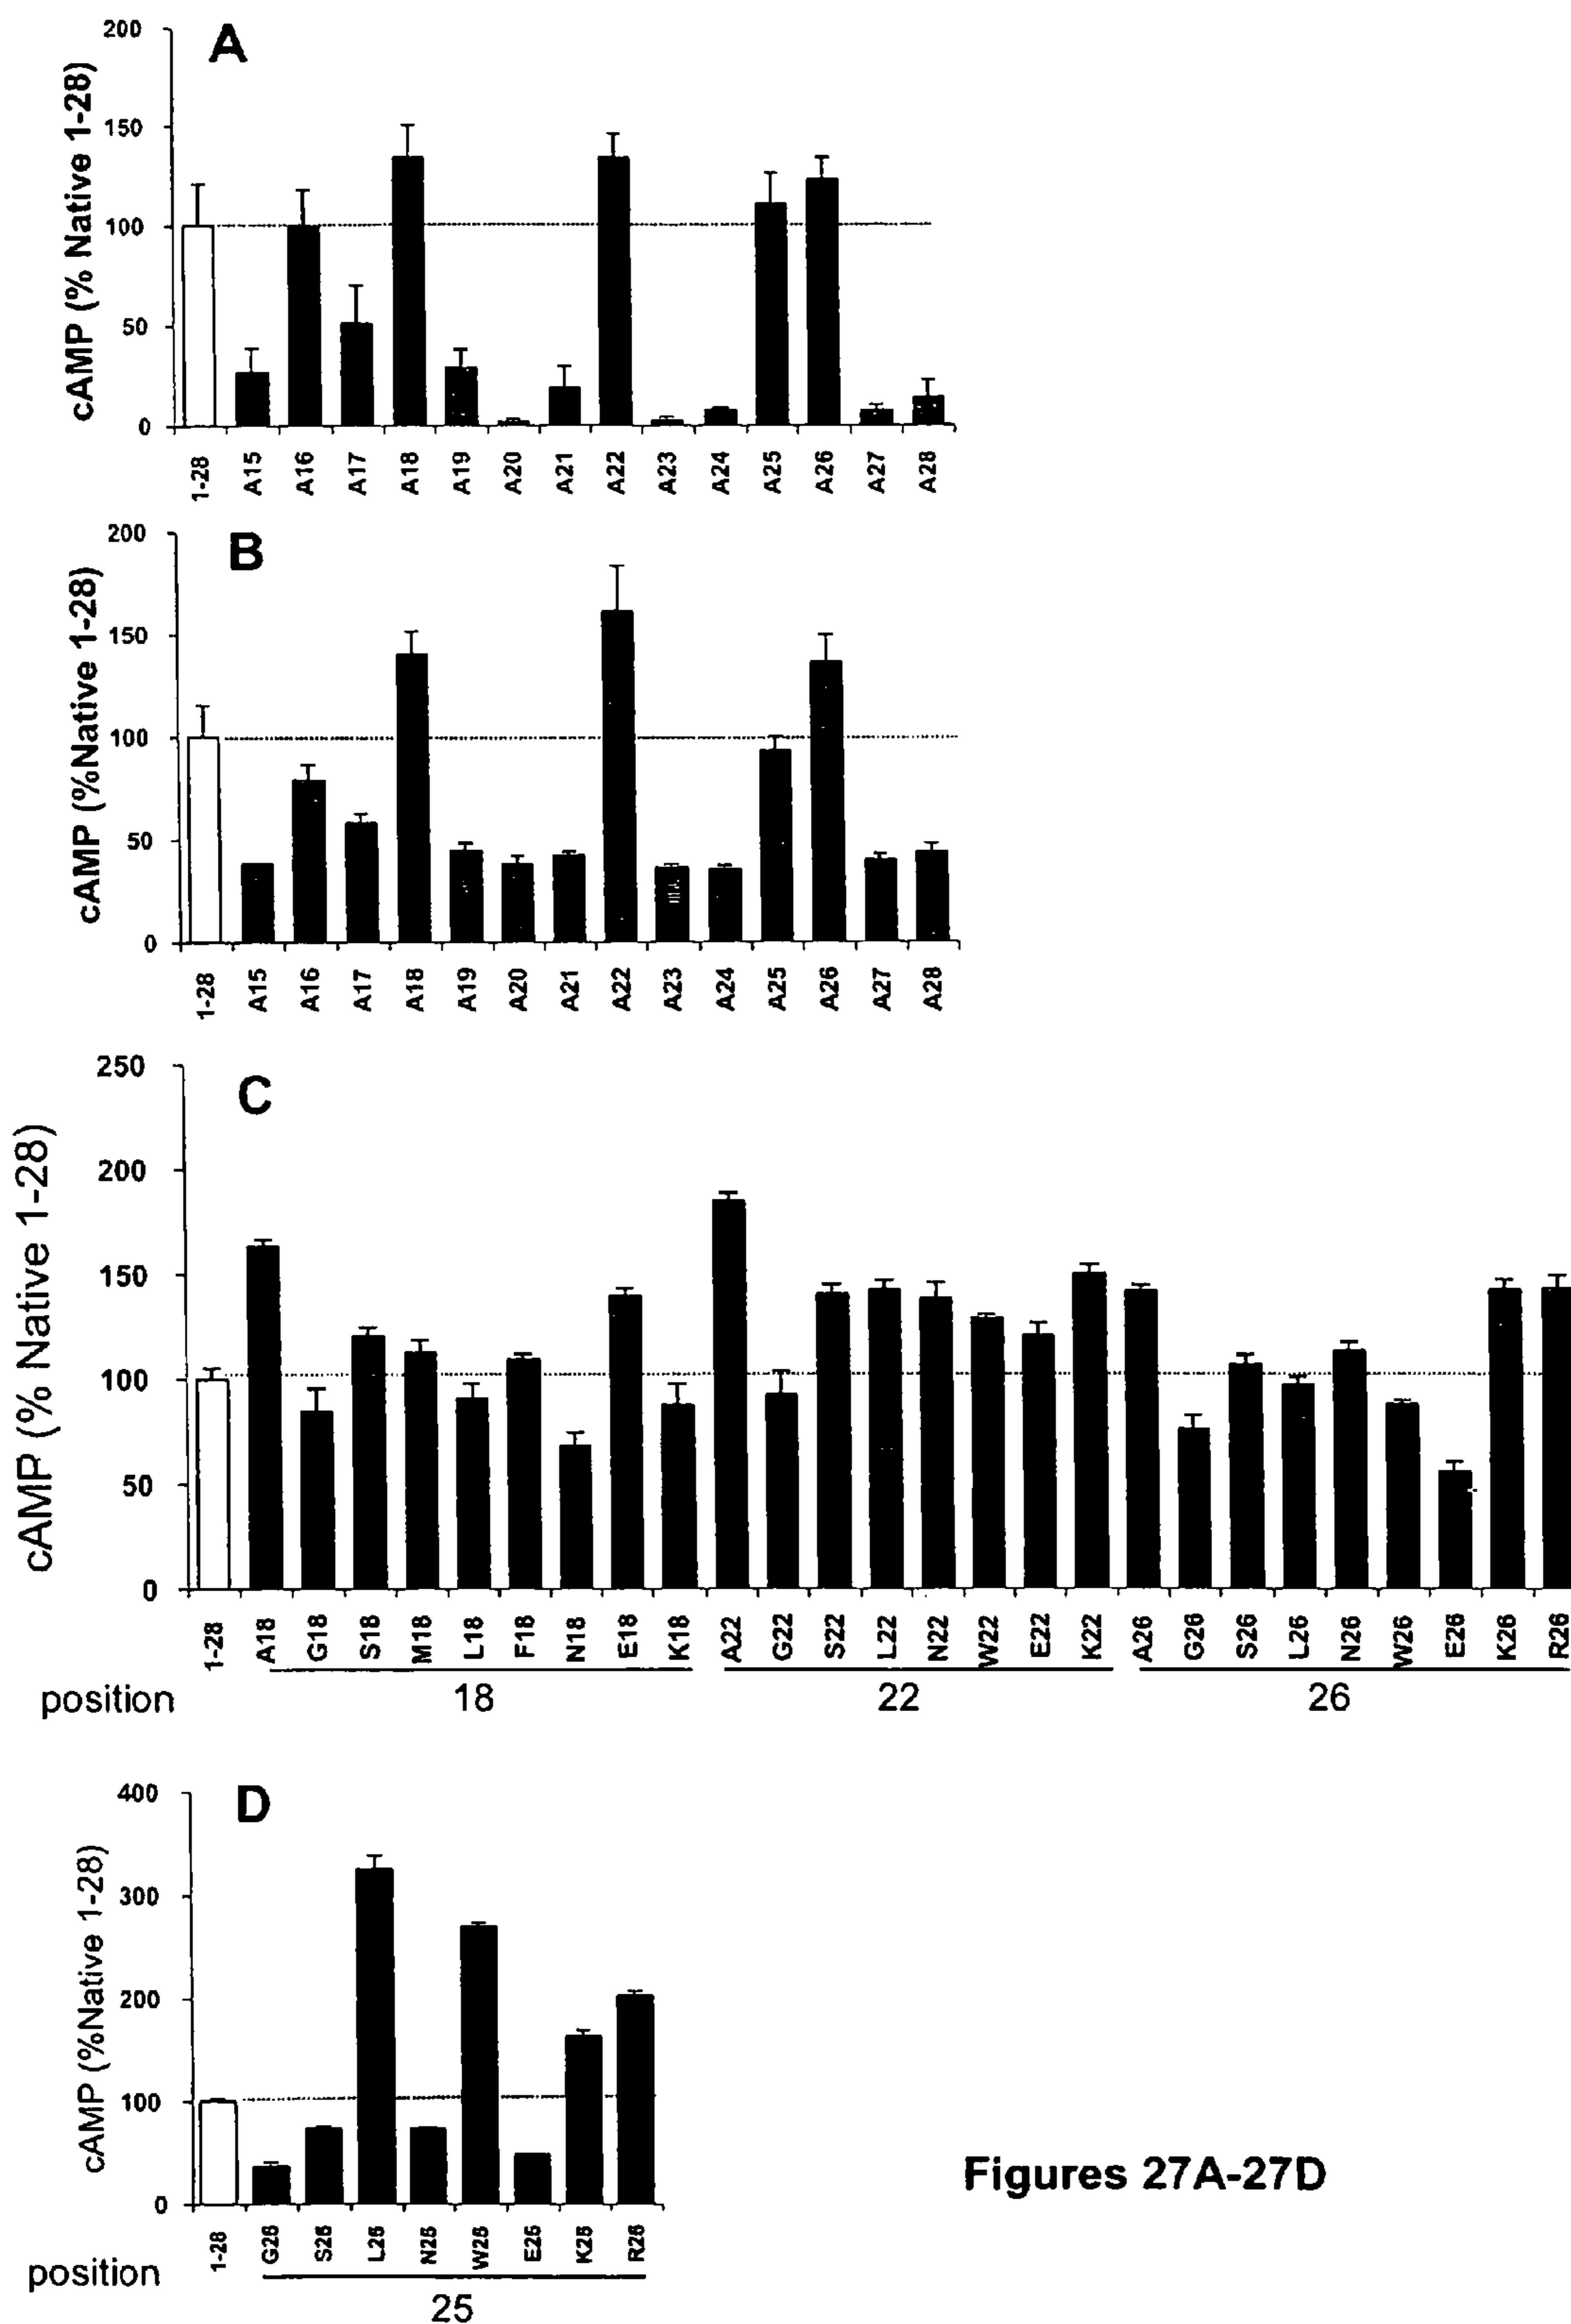 A
cAMP (% Native 1-28)
200
150
100
50
0
1-28 A15 A16 A17 A18 A19 A20 A21 A22 A23 A24 A25 A26 A27 A28
B
cAMP (%Native 1-28)
200
150
100
50
0
1-28 A15 A16 A17 A18 A19 A20 A21 A22 A23 A24 A25 A26 A27 A28
C
cAMP (% Native 1-28)
250
200
150
100
50
0
1-28 A18 G18 S18 M18 L18 F18 N18 E18 K18 A22 G22 S22 L22 N22 W22 E22 K22 A26 G26 S26 L26 N26 W26 E26 K26 R26
position 18 22 26
D
cAMP (%Native 1-28)
400
300
200
100
0
1-28 G25 S25 L25 N25 W25 E25 K25 R25
position 25
Figures 27A-27D